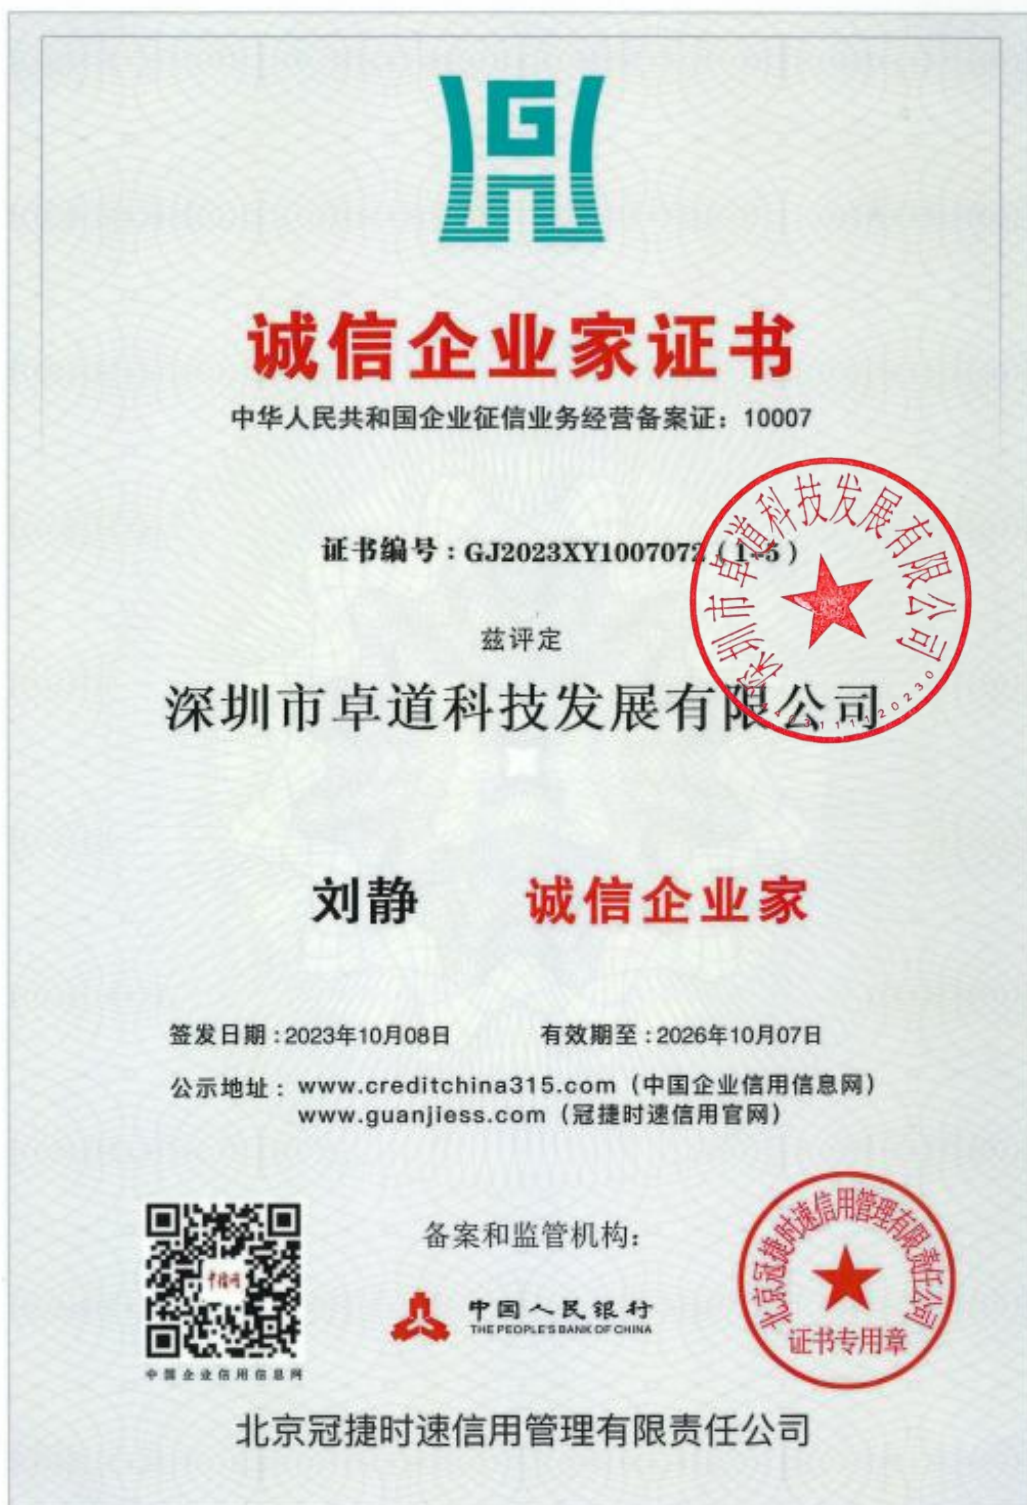 诚信企业家证书
中华人民共和国企业征信业务经营备案证：10007
证书编号：GJ2023XY1007072（1-5）
深圳市卓道科技发展有限公司
兹评定
深圳市卓道科技发展有限公司
刘静 诚信企业家
签发日期：2023年10月08日 有效期至：2026年10月07日
公示地址：www.creditchina315.com（中国企业信用信息网）
www.guanjiess.com（冠捷时速信用官网）
中信网
中国企业信用信息网
备案和监管机构：
中国人民银行
THE PEOPLE'S BANK OF CHINA
北京冠捷时速信用管理有限责任公司
证书专用章
北京冠捷时速信用管理有限责任公司